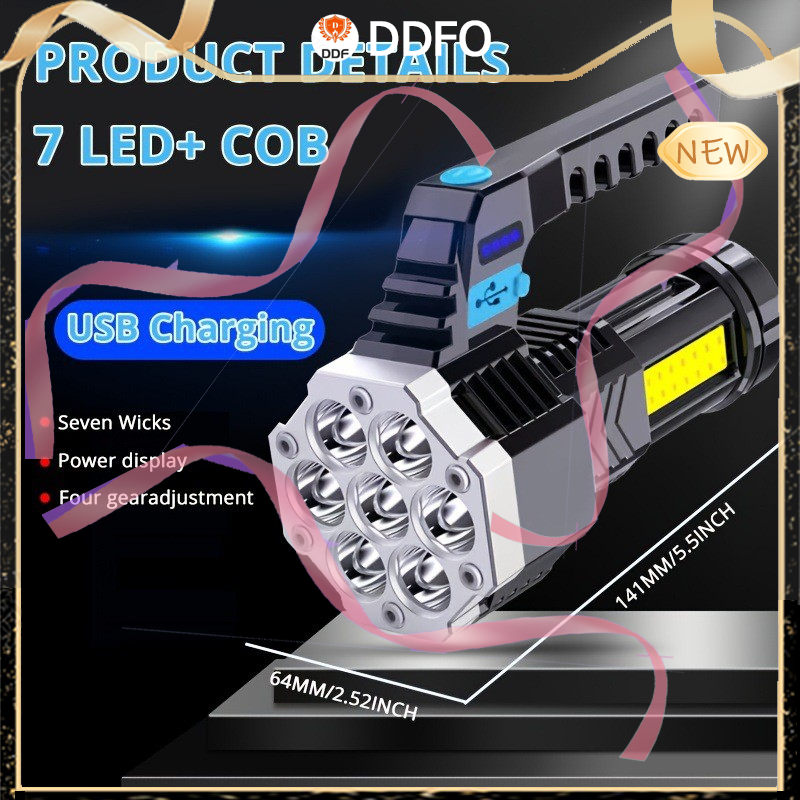 DDFO
DDF
PRODUCT DETAILS
7 LED+ COB
NEW
USB Charging
Seven Wicks
Power display
Four gearadjustment
141MM/5.5INCH
64MM/2.52INCH